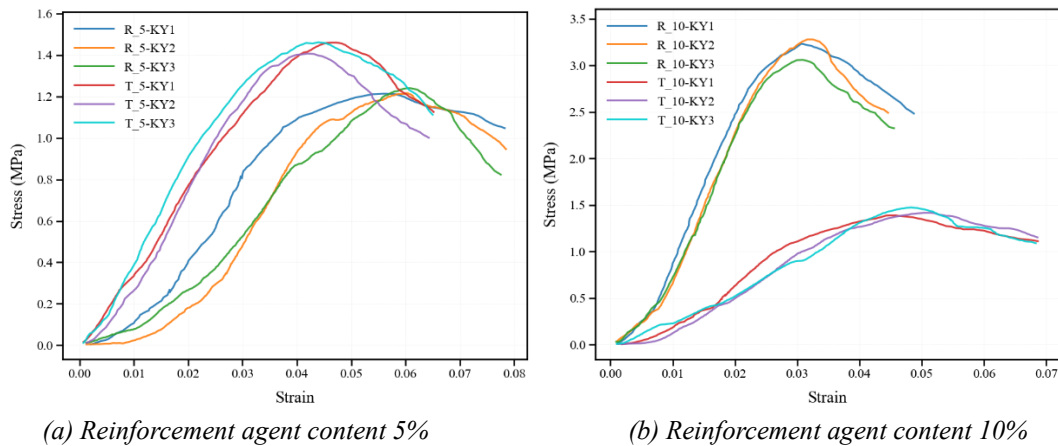 1.6
1.4
1.2
1.0
0.8
0.6
0.4
0.2
0.0
Stress (MPa)
R_5-KY1
R_5-KY2
R_5-KY3
T_5-KY1
T_5-KY2
T_5-KY3
0.00 0.01 0.02 0.03 0.04 0.05 0.06 0.07 0.08
Strain
(a) Reinforcement agent content 5%
3.5
3.0
2.5
2.0
1.5
1.0
0.5
0.0
Stress (MPa)
R_10-KY1
R_10-KY2
R_10-KY3
T_10-KY1
T_10-KY2
T_10-KY3
0.00 0.01 0.02 0.03 0.04 0.05 0.06 0.07
Strain
(b) Reinforcement agent content 10%